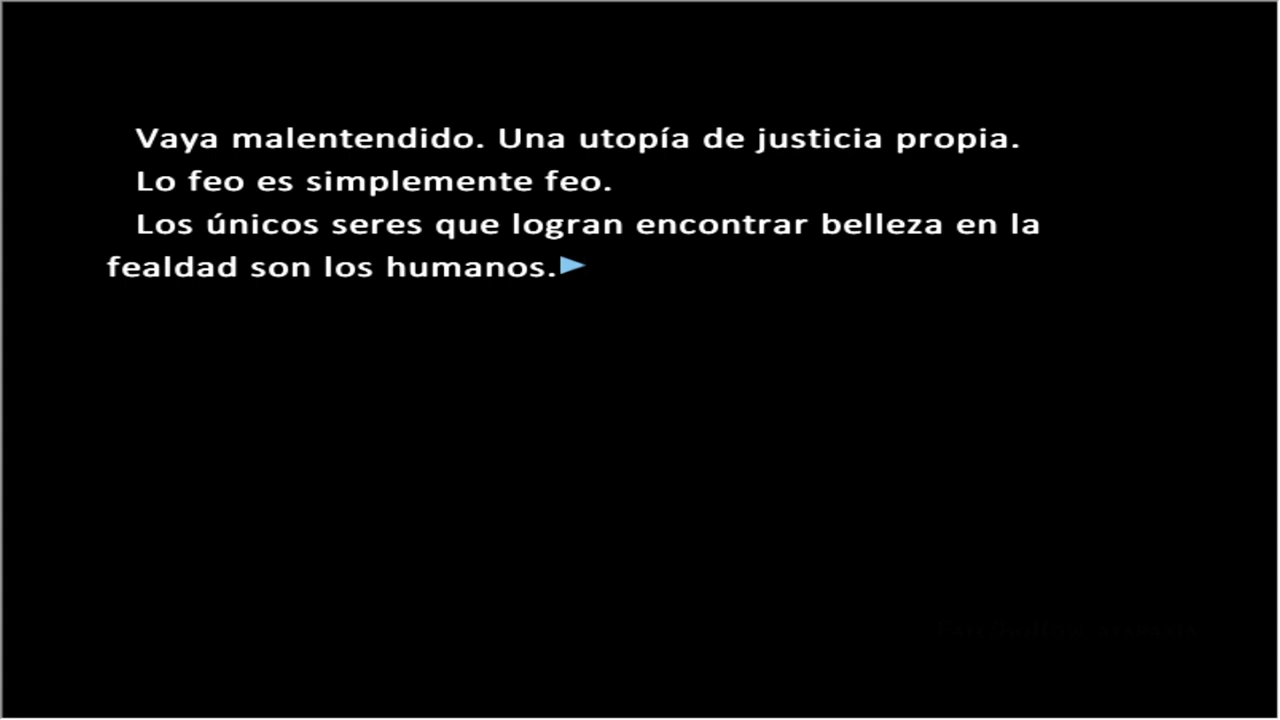 Vaya malentendido. Una utopía de justicia propia.
Lo feo es simplemente feo.
Los únicos seres que logran encontrar belleza en la
fealdad son los humanos.